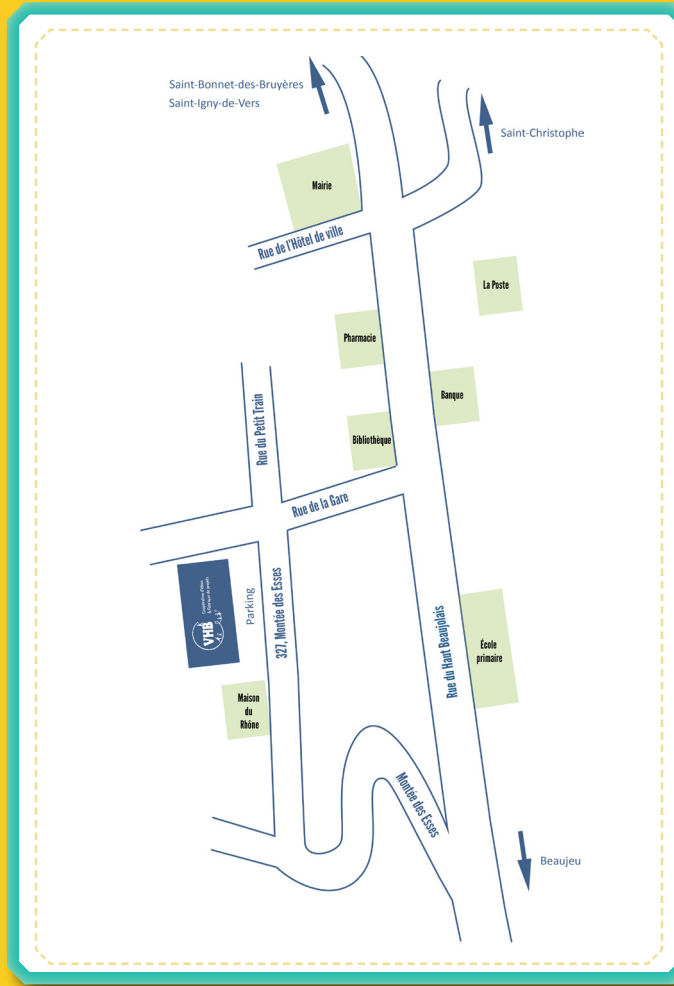 Saint-Bonnet-des-Bruyères
Saint-Igny-de-Vers
Saint-Christophe
Mairie
Rue de l'Hôtel de ville
La Poste
Pharmacie
Banque
Rue du Petit Train
Bibliothèque
Rue de la Gare
VHB
Parking
327, Montée des Esses
Rue du Haut Beaujolais
École
primaire
Maison
du
Rhône
Montée des Esses
Beaujeu